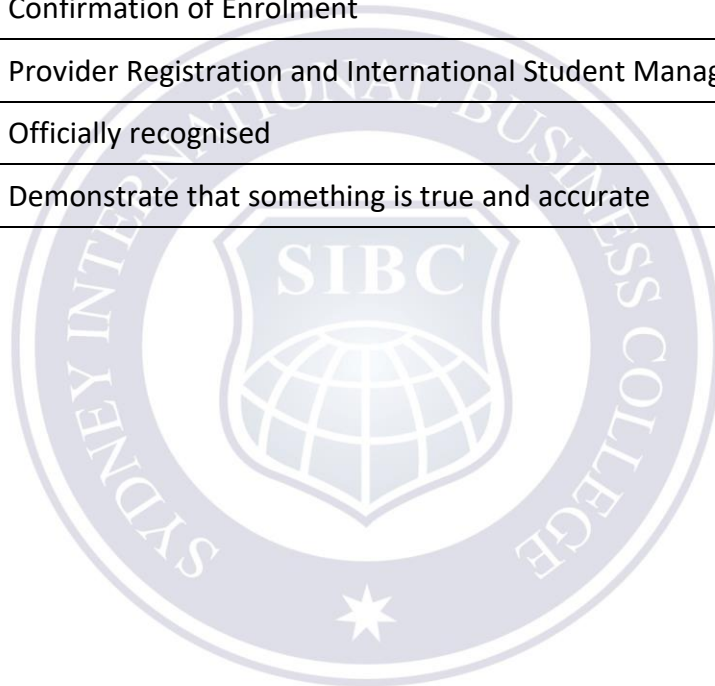 Confirmation of Enrolment
Provider Registration and International Student Manag
Officially recognised
Demonstrate that something is true and accurate
SYDNEY INTERNATIONAL BUSINESS COLLEGE
SIBC